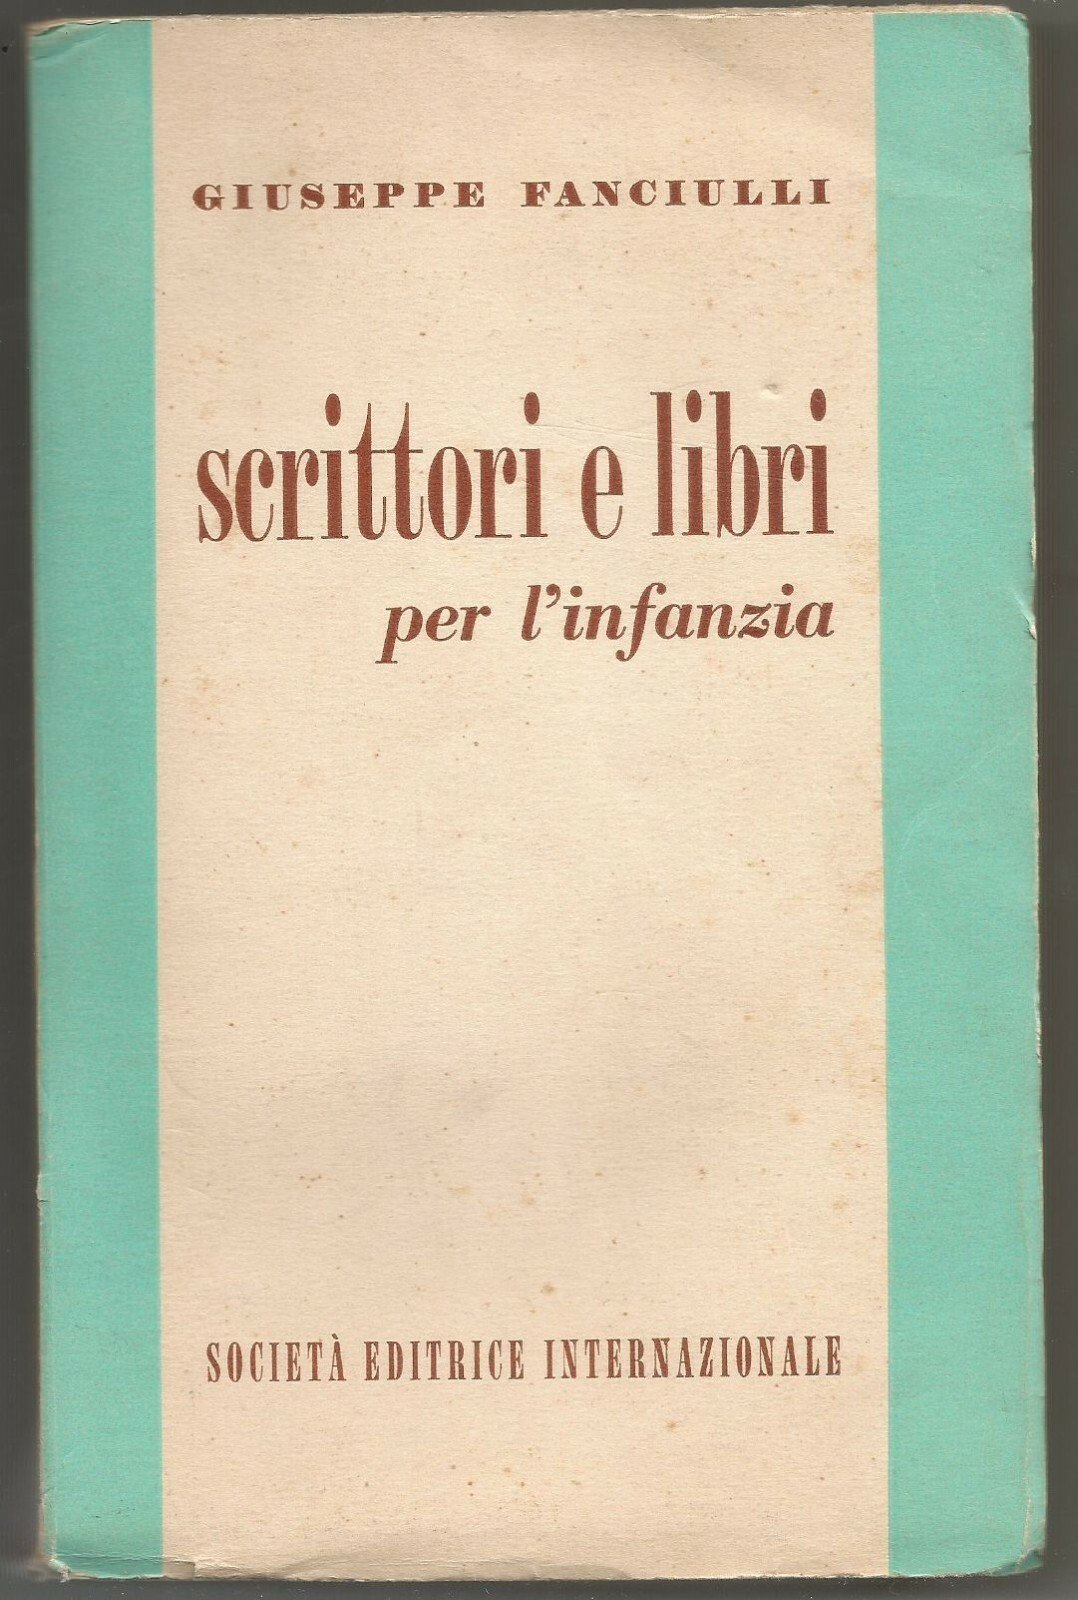 GIUSEPPE FANCIULLI
scrittori e libri
per l'infanzia
SOCIETÀ EDITRICE INTERNAZIONALE